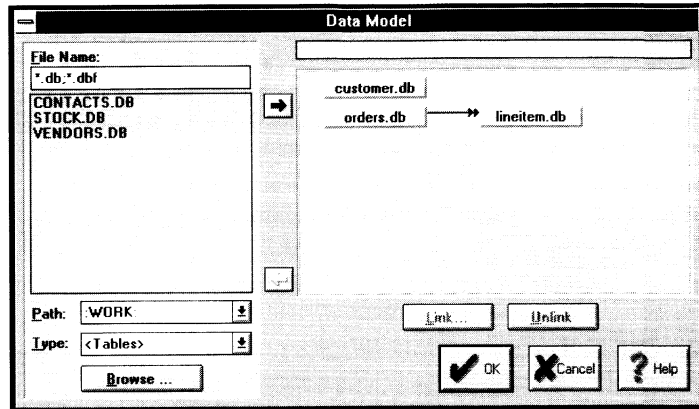 Data Model
File Name:
*.db;*.dbf
CONTACTS.DB
STOCK.DB
VENDORS.DB
customer.db
orders.db
lineitem.db
Path:
:WORK:
Type:
<Tables>
Browse ...
Link ...
Unlink
OK
Cancel
Help